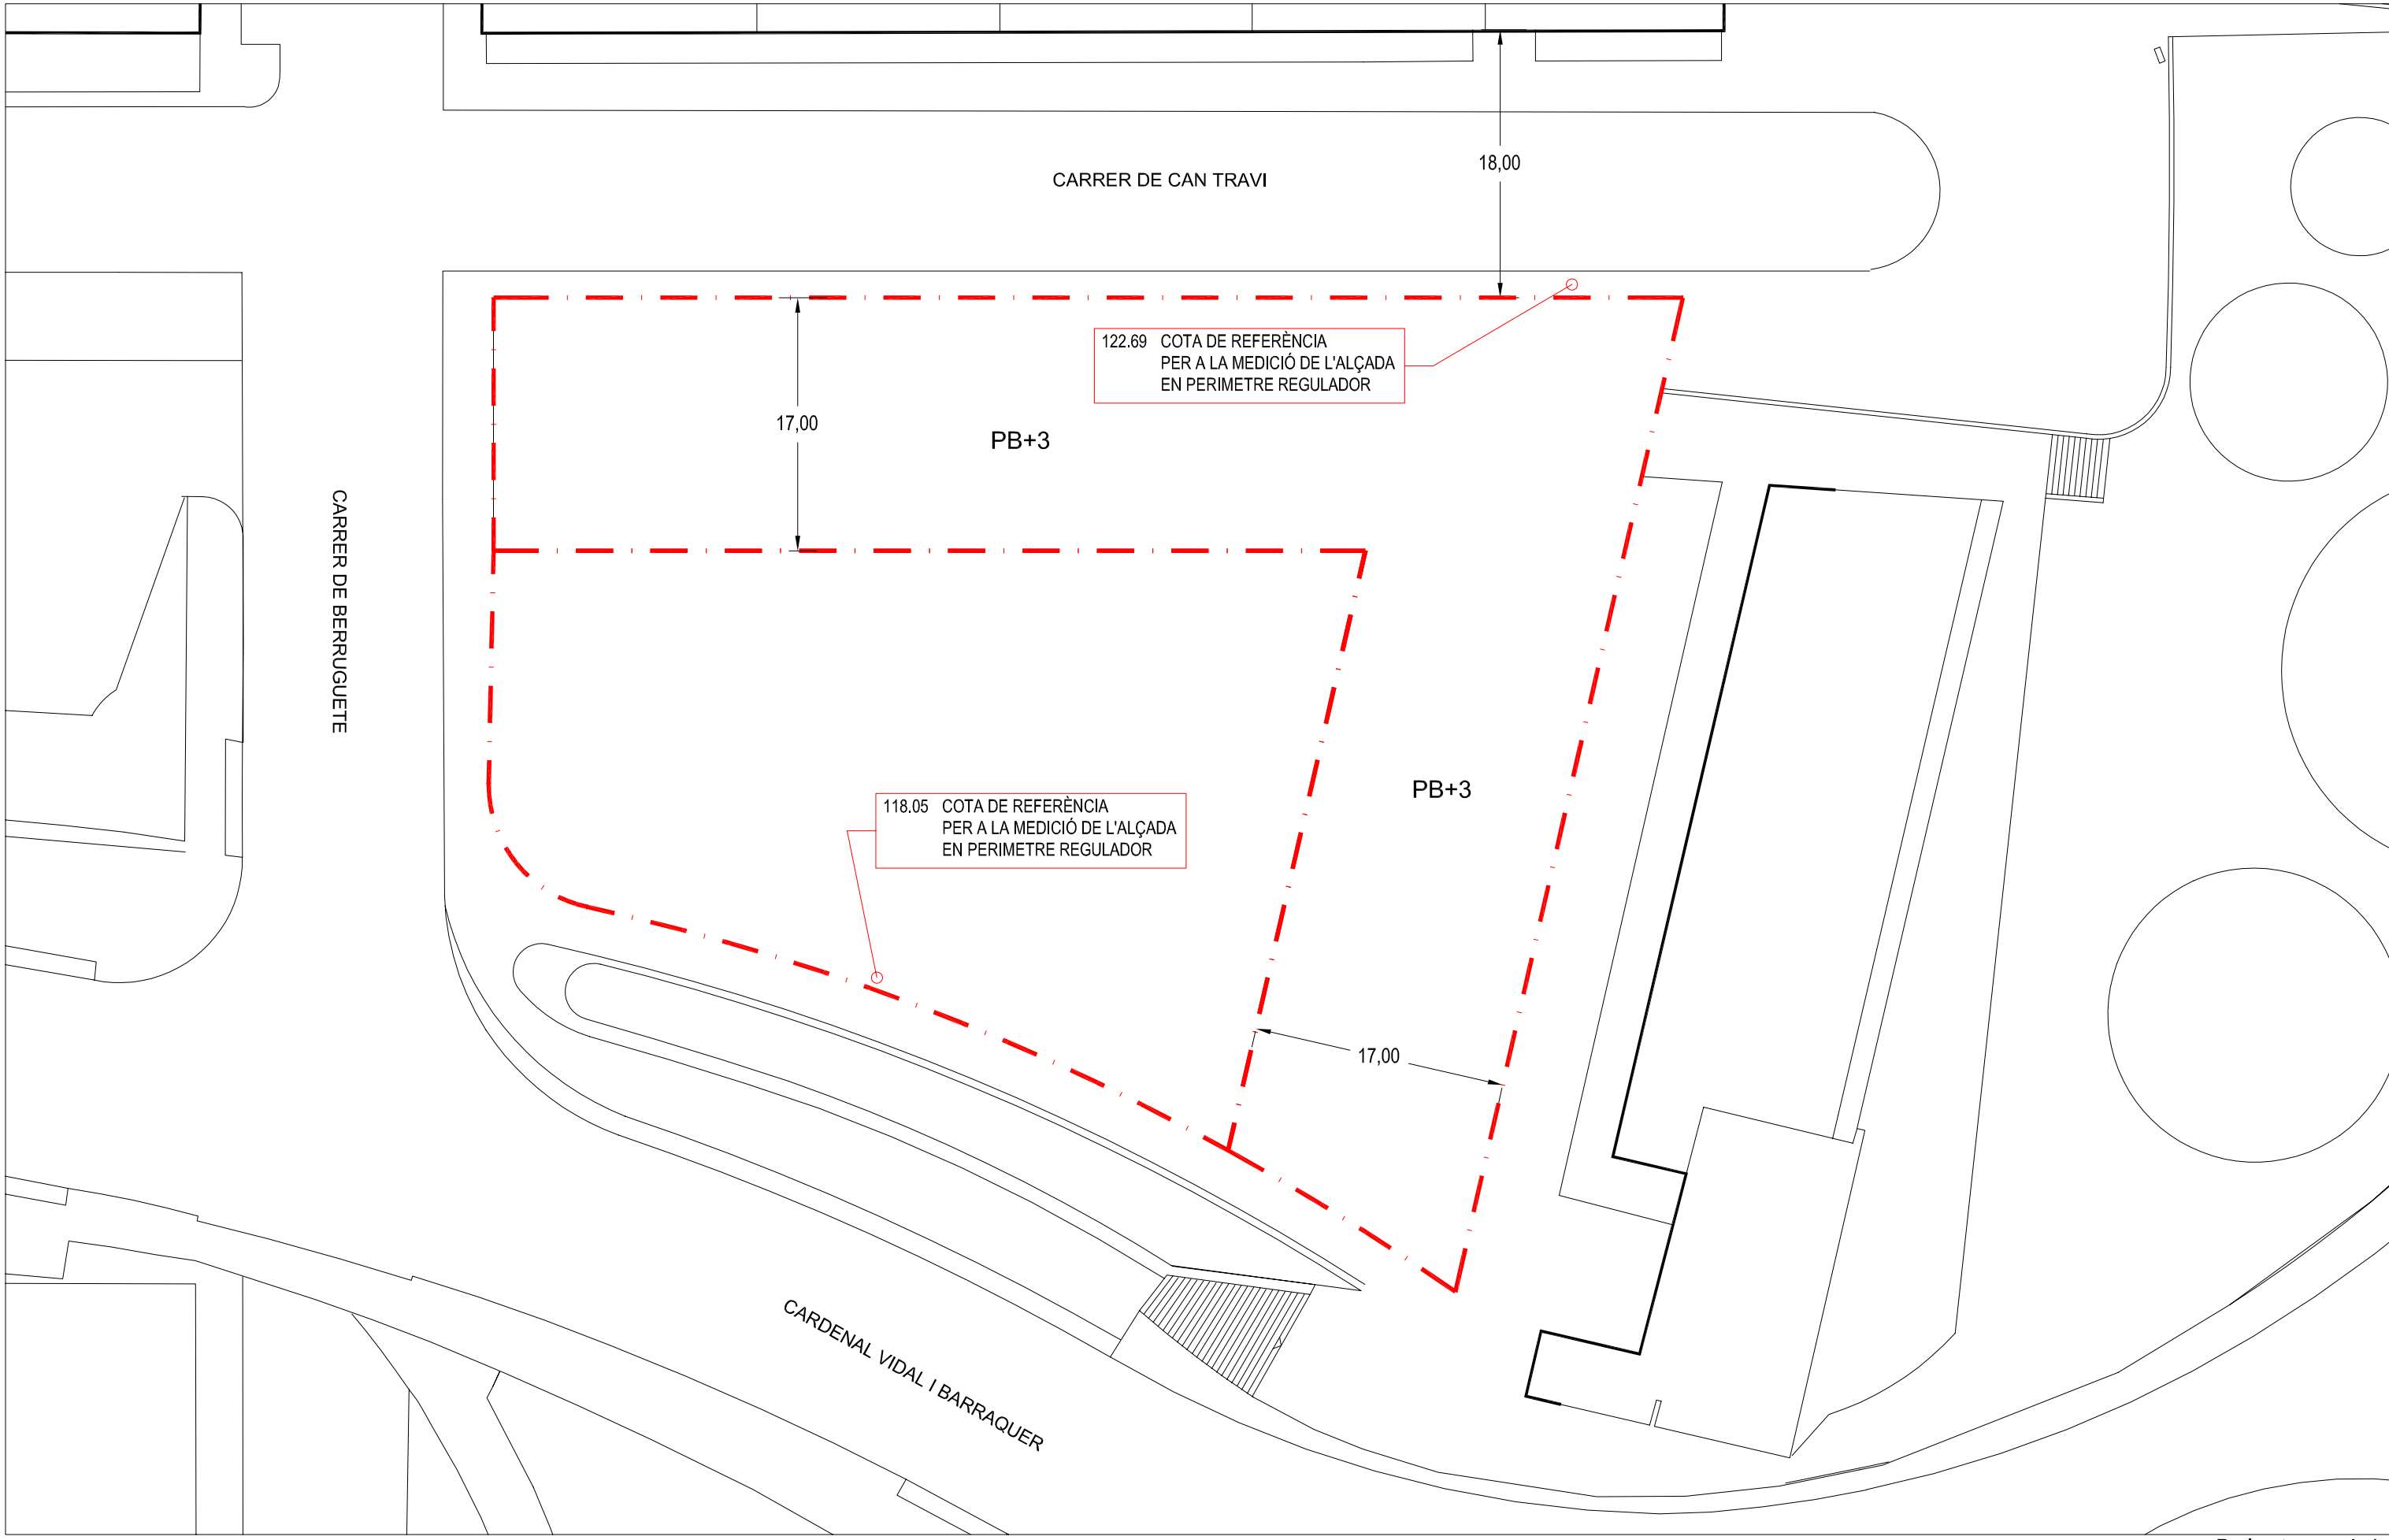 18,00
CARRER DE CAN TRAVI
122.69 COTA DE REFERÈNCIA
PER A LA MEDICIÓ DE L'ALÇADA
EN PERIMETRE REGULADOR
17,00
PB+3
CARRER DE BERRUGUETE
PB+3
118.05 COTA DE REFERÈNCIA
PER A LA MEDICIÓ DE L'ALÇADA
EN PERIMETRE REGULADOR
17,00
CARDENAL VIDAL I BARRAQUER